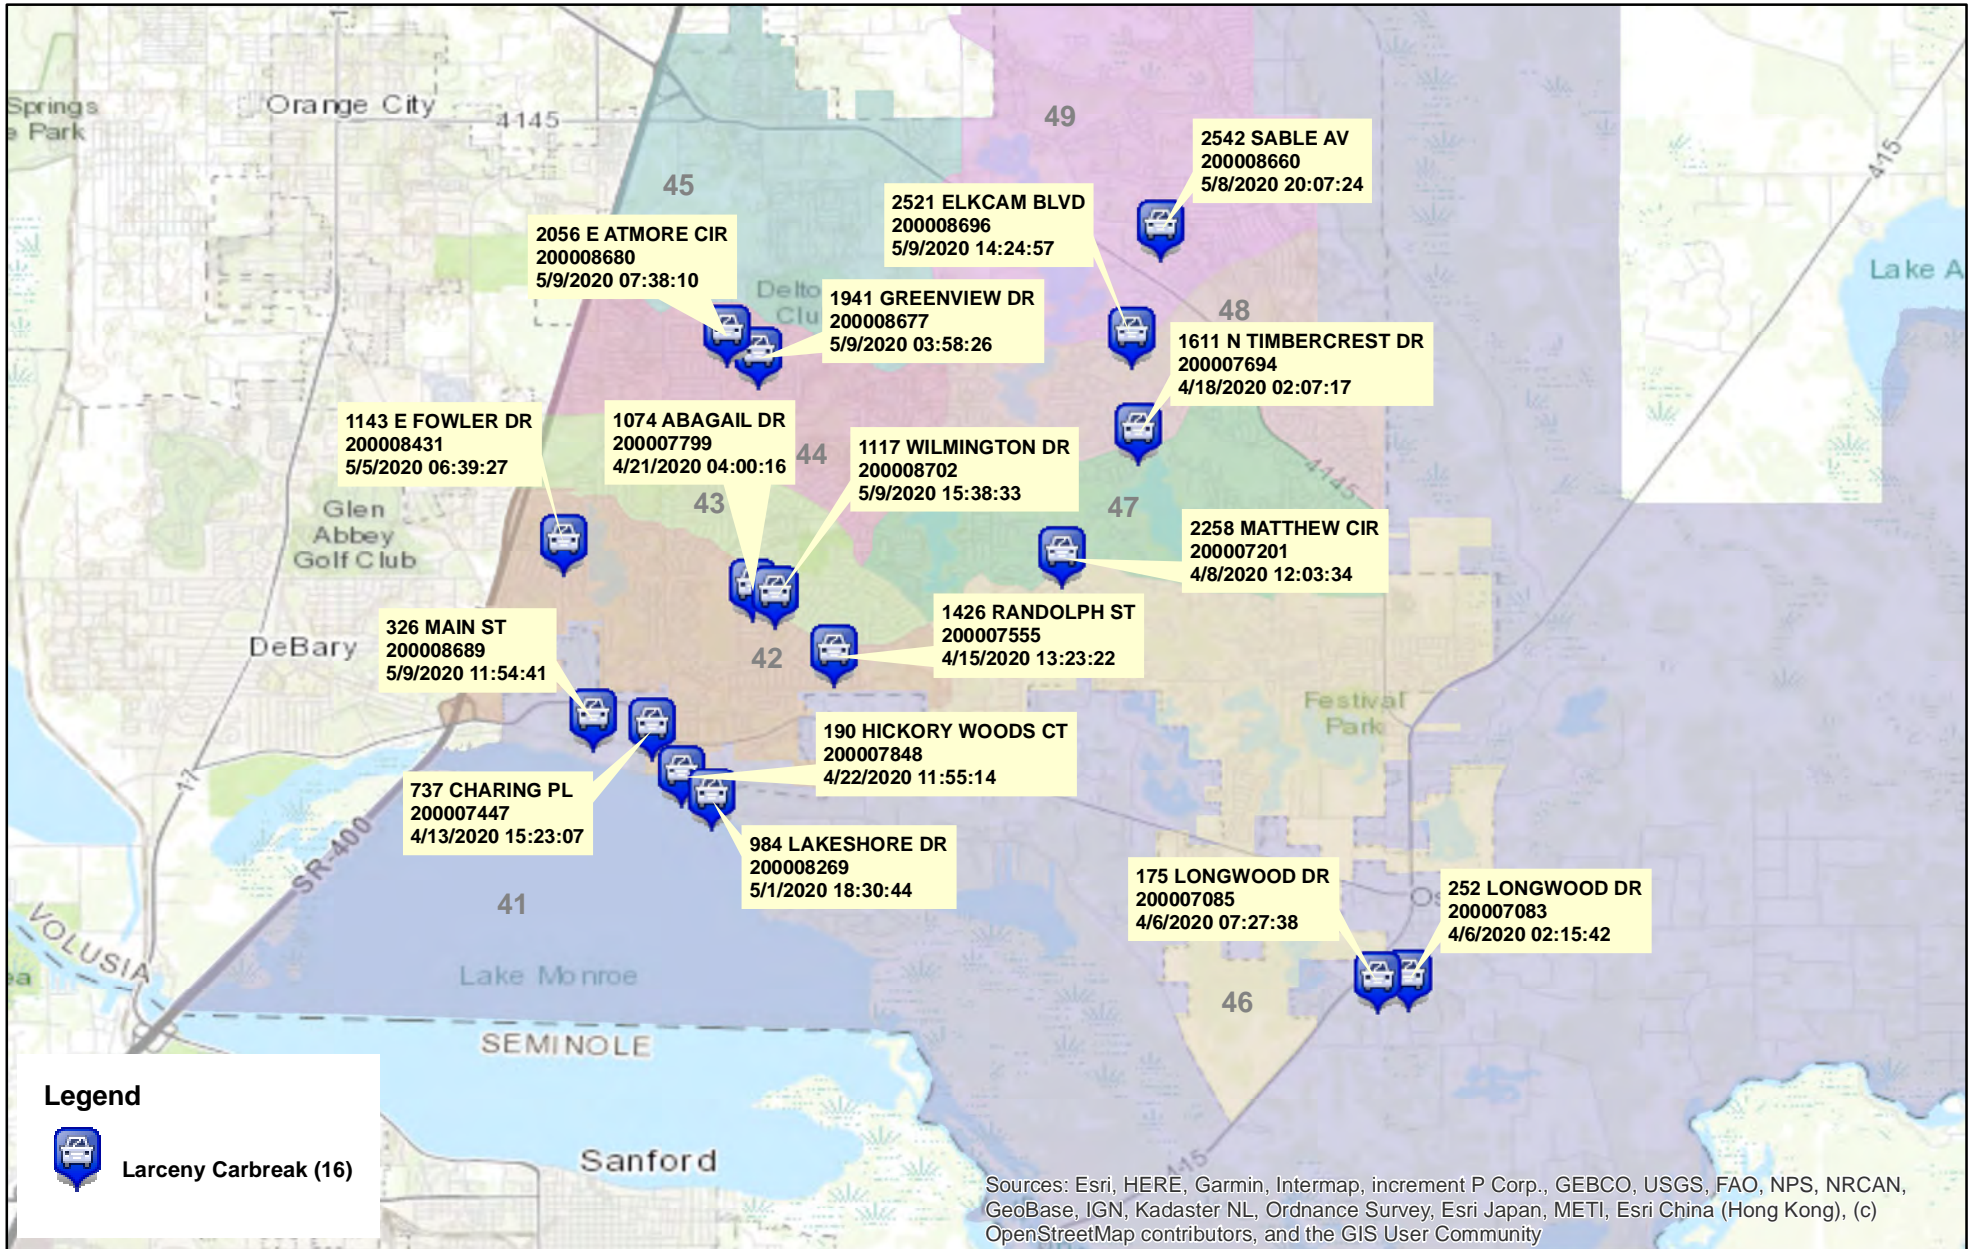 Springs
e Park
Orange City
4145
49
45
415
2542 SABLE AV
200008660
5/8/2020 20:07:24
2521 ELKCAM BLVD
200008696
5/9/2020 14:24:57
2056 E ATMORE CIR
200008680
5/9/2020 07:38:10
Lake A
Delto
Clu
1941 GREENVIEW DR
200008677
5/9/2020 03:58:26
48
1611 N TIMBERCREST DR
200007694
4/18/2020 02:07:17
1143 E FOWLER DR
200008431
5/5/2020 06:39:27
1074 ABAGAIL DR
200007799
4/21/2020 04:00:16
44
1117 WILMINGTON DR
200008702
5/9/2020 15:38:33
4145
43
47
Glen
Abbey
Golf Club
2258 MATTHEW CIR
200007201
4/8/2020 12:03:34
DeBary
326 MAIN ST
200008689
5/9/2020 11:54:41
42
1426 RANDOLPH ST
200007555
4/15/2020 13:23:22
Festival
Park
190 HICKORY WOODS CT
200007848
4/22/2020 11:55:14
17
737 CHARING PL
200007447
4/13/2020 15:23:07
SR-400
984 LAKESHORE DR
200008269
5/1/2020 18:30:44
41
175 LONGWOOD DR
200007085
4/6/2020 07:27:38
Os
252 LONGWOOD DR
200007083
4/6/2020 02:15:42
VOLUSIA
ea
Lake Monroe
46
SEMINOLE
Legend
Larceny Carbreak (16)
Sanford
415
Sources: Esri, HERE, Garmin, Intermap, increment P Corp., GEBCO, USGS, FAO, NPS, NRCAN,
GeoBase, IGN, Kadaster NL, Ordnance Survey, Esri Japan, METI, Esri China (Hong Kong), (c)
OpenStreetMap contributors, and the GIS User Community